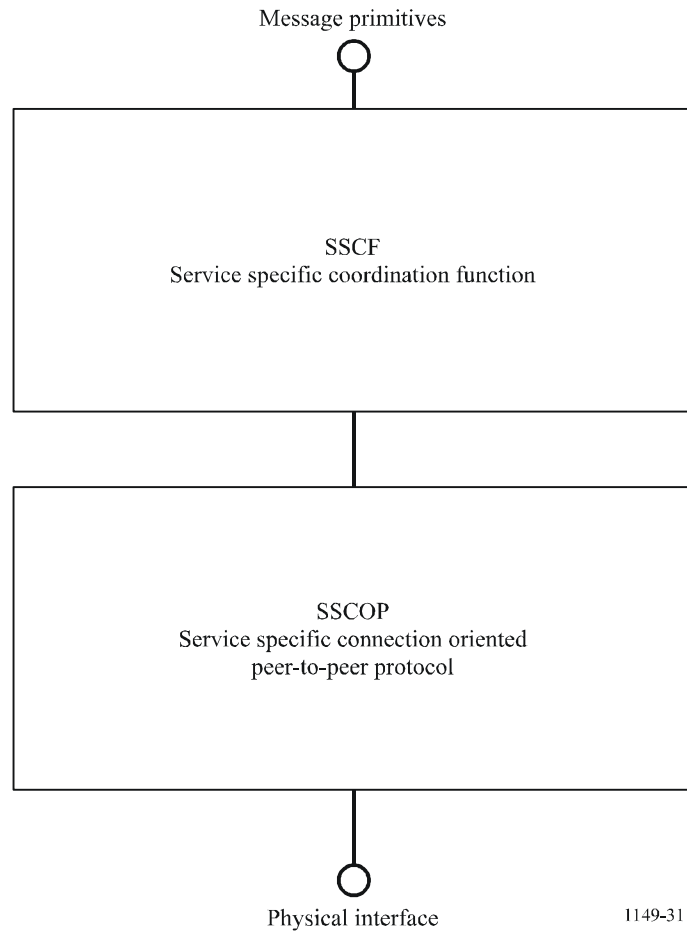 Message primitives
SSCF
Service specific coordination function
SSCOP
Service specific connection oriented
peer-to-peer protocol
Physical interface
1149-31